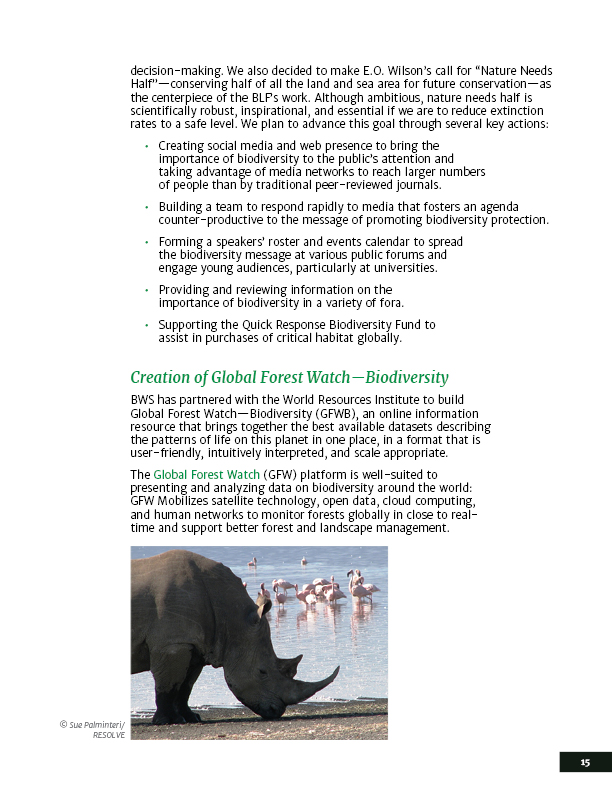 decision-making. We also decided to make E.O. Wilson's call for “Nature Needs
Half”—conserving half of all the land and sea area for future conservation—as
the centerpiece of the BLF's work. Although ambitious, nature needs half is
scientifically robust, inspirational, and essential if we are to reduce extinction
rates to a safe level. We plan to advance this goal through several key actions:
• Creating social media and web presence to bring the
importance of biodiversity to the public's attention and
taking advantage of media networks to reach larger numbers
of people than by traditional peer-reviewed journals.
• Building a team to respond rapidly to media that fosters an agenda
counter-productive to the message of promoting biodiversity protection.
• Forming a speakers' roster and events calendar to spread
the biodiversity message at various public forums and
engage young audiences, particularly at universities.
• Providing and reviewing information on the
importance of biodiversity in a variety of fora.
• Supporting the Quick Response Biodiversity Fund to
assist in purchases of critical habitat globally.
Creation of Global Forest Watch—Biodiversity
BWS has partnered with the World Resources Institute to build
Global Forest Watch—Biodiversity (GFWB), an online information
resource that brings together the best available datasets describing
the patterns of life on this planet in one place, in a format that is
user-friendly, intuitively interpreted, and scale appropriate.
The Global Forest Watch (GFW) platform is well-suited to
presenting and analyzing data on biodiversity around the world:
GFW Mobilizes satellite technology, open data, cloud computing,
and human networks to monitor forests globally in close to real-
time and support better forest and landscape management.
© Sue Palminteri/
RESOLVE
15